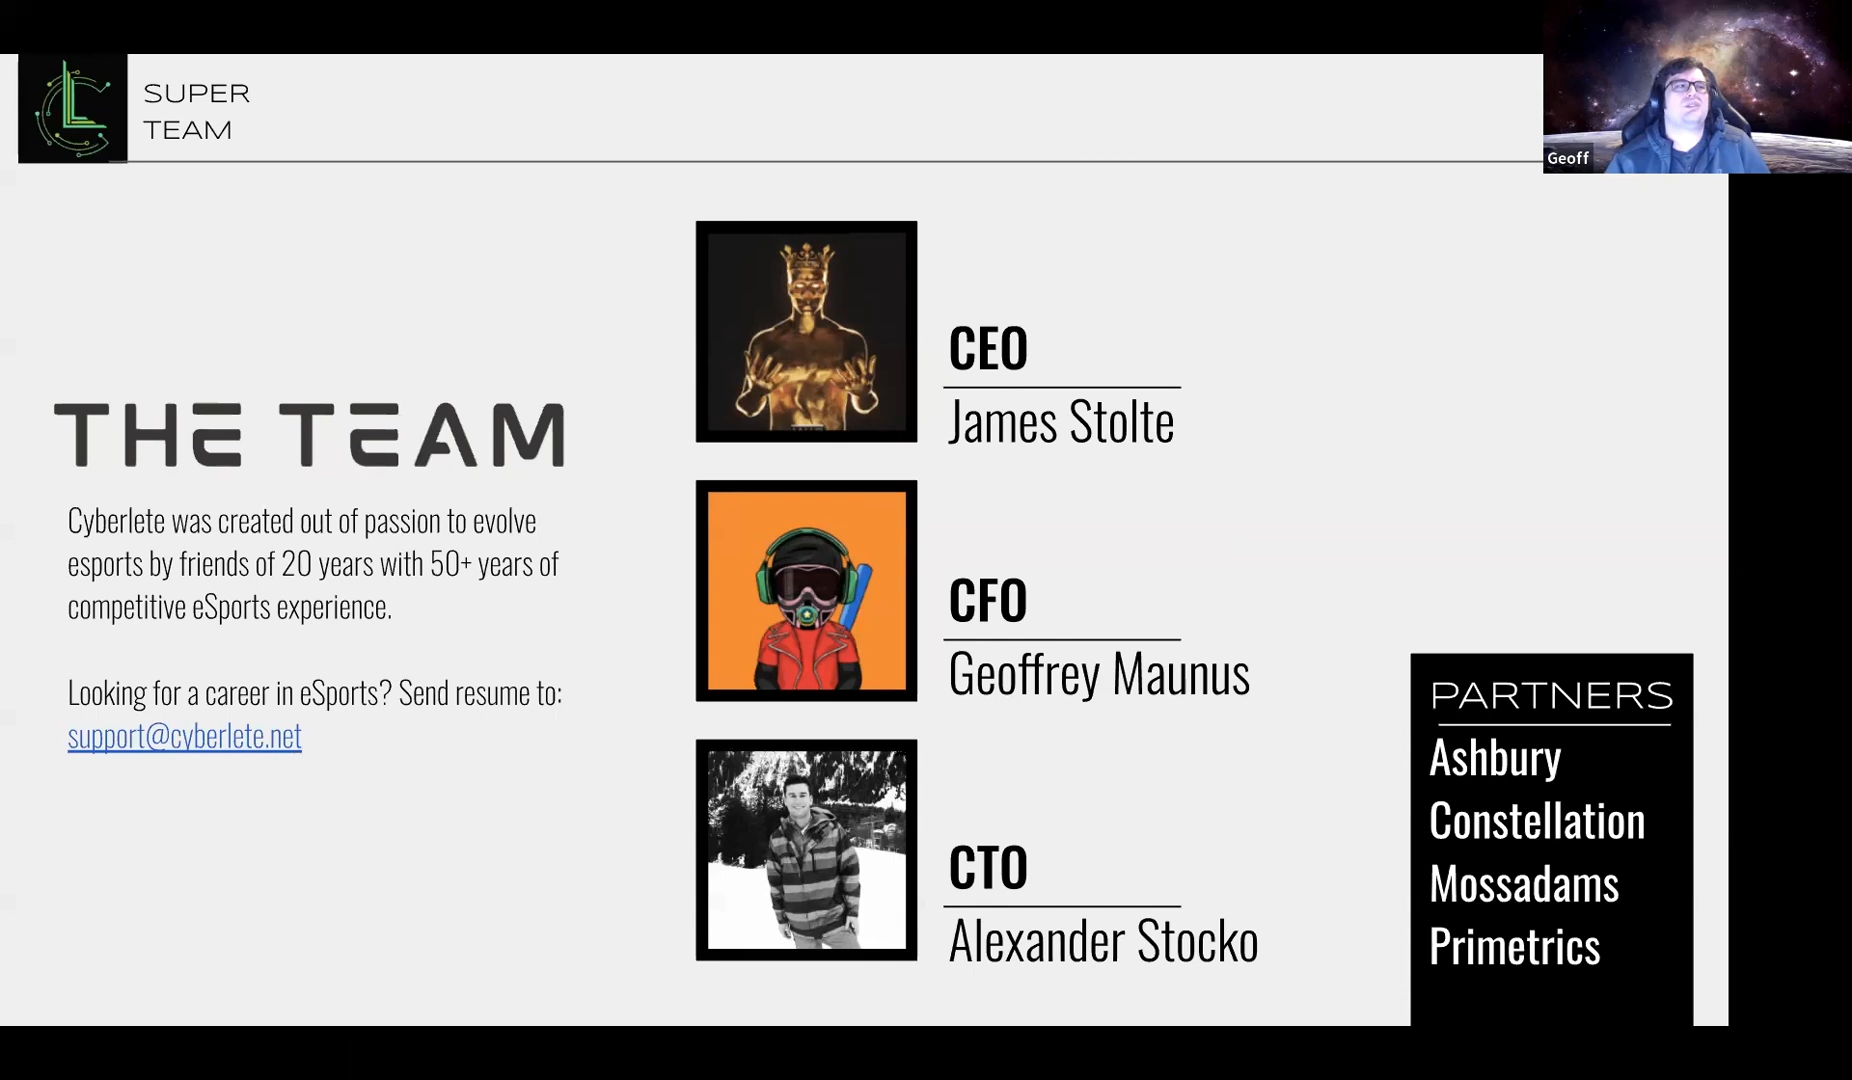 SUPER
TEAM
Geoff
THE TEAM
Cyberlete was created out of passion to evolve
esports by friends of 20 years with 50+ years of
competitive eSports experience.
Looking for a career in eSports? Send resume to:
support@cyberlete.net
CEO
James Stolte
CFO
Geoffrey Maunus
CTO
Alexander Stocko
PARTNERS
Ashbury
Constellation
Mossadams
Primetrics